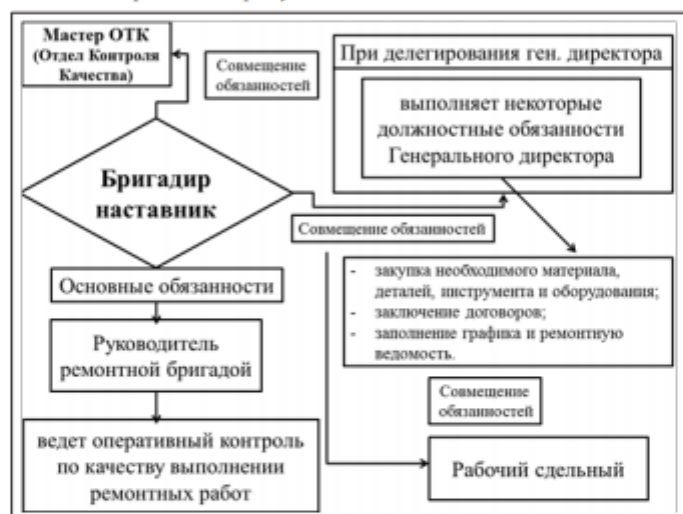 Мастер ОТК
(Отдел Контроля
Качества)
Совмещение
обязанностей
При делегирования ген. директора
выполняет некоторые
должностные обязанности
Генерального директора
Бригадир
наставник
Совмещение обязанностей
Основные обязанности
- закупка необходимого материала,
деталей, инструмента и оборудования;
- заключение договоров;
- заполнение графика и ремонтную
ведомость.
Руководитель
ремонтной бригадой
Совмещение
обязанностей
ведет оперативный контроль
по качеству выполнении
ремонтных работ
Рабочий сдельный